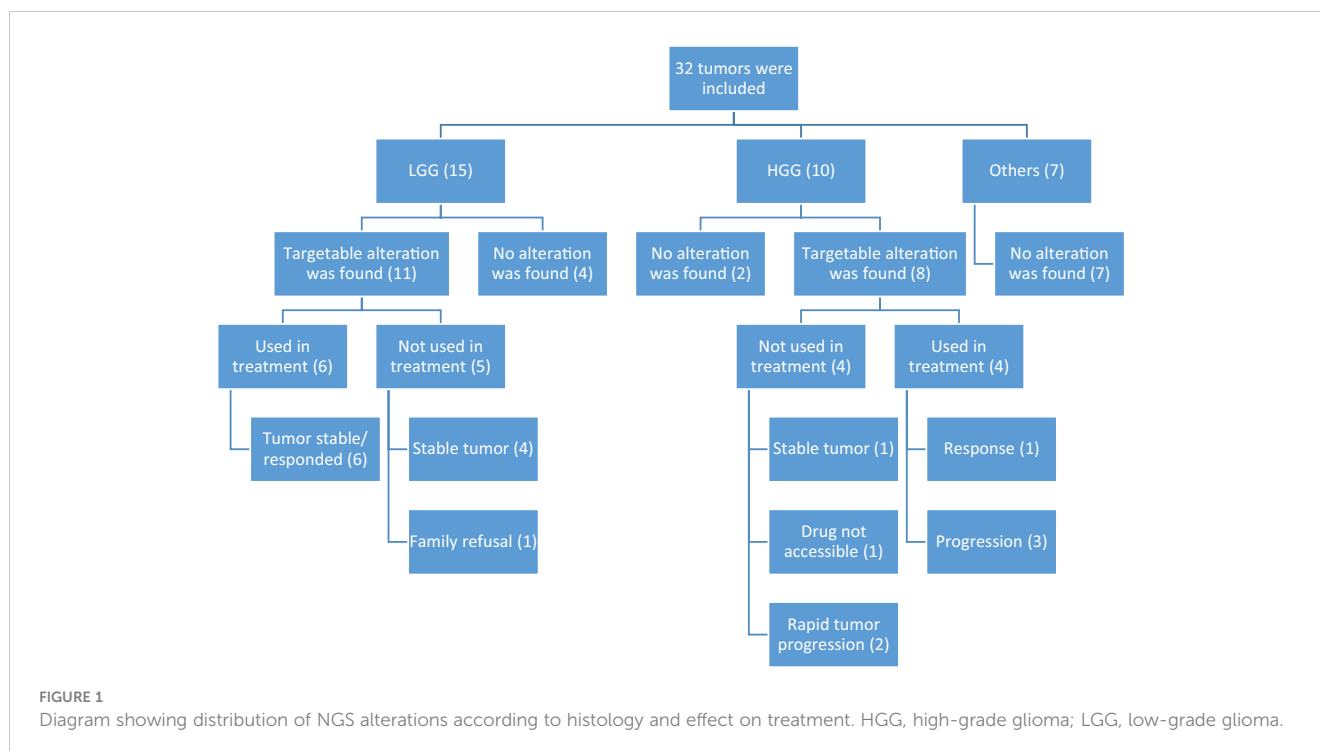 32 tumors were
included
LGG (15)
HGG (10)
Others (7)
Targetable alteration
was found (11)
No alteration
was found (4)
No alteration
was found (2)
Targetable alteration
was found (8)
No alteration
was found (7)
Used in
treatment (6)
Not used in
treatment (5)
Not used in
treatment (4)
Used in
treatment (4)
Tumor stable/
responded (6)
Stable tumor (4)
Stable tumor (1)
Response (1)
Family refusal (1)
Drug not
accessible (1)
Progression (3)
Rapid tumor
progression (2)
FIGURE 1
Diagram showing distribution of NGS alterations according to histology and effect on treatment. HGG, high-grade glioma; LGG, low-grade glioma.